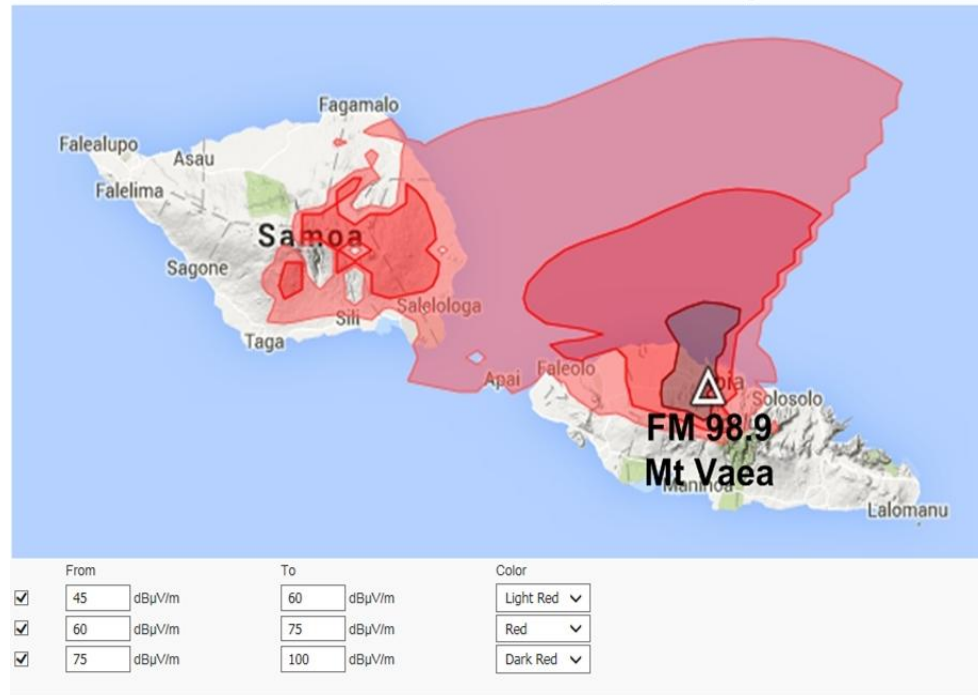 Fagamalo
Falealupo
Asau
Falelima
Samoa
Sagone
Salelologa
Sili
Taga
Apai
Faleolo
pia
Solosolo
FM 98.9
Mt Vaea
Lalomanu
From To Color
45 dBµV/m 60 dBµV/m Light Red
60 dBµV/m 75 dBµV/m Red
75 dBµV/m 100 dBµV/m Dark Red